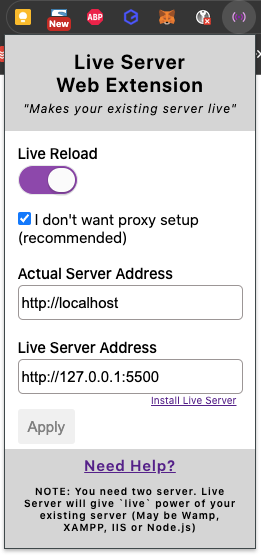 New
ABP
Live Server
Web Extension
"Makes your existing server live"
Live Reload
I don't want proxy setup
(recommended)
Actual Server Address
http://localhost
Live Server Address
http://127.0.0.1:5500
Install Live Server
Apply
Need Help?
NOTE: You need two server. Live
Server will give `live` power of your
existing server (May be Wamp,
XAMPP, IIS or Node.js)